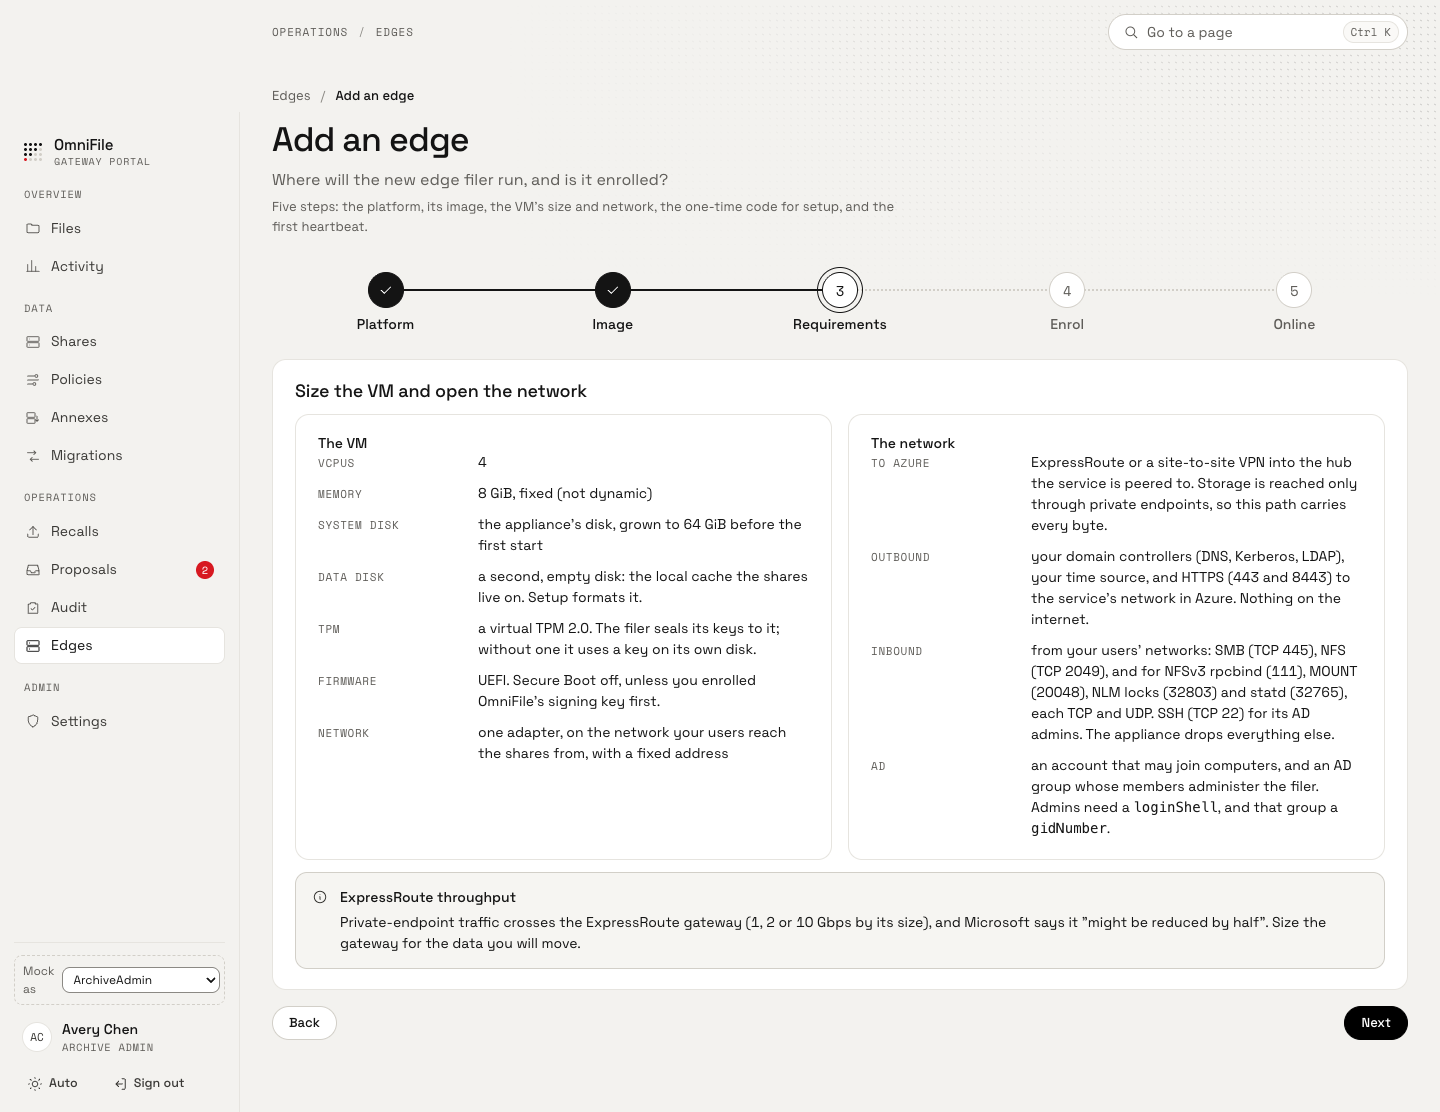 OPERATIONS / EDGES
Go to a page
Ctrl K
OmniFile
GATEWAY PORTAL
OVERVIEW
Files
Activity
DATA
Shares
Policies
Annexes
Migrations
OPERATIONS
Recalls
Proposals 2
Audit
Edges
ADMIN
Settings
Mock as
ArchiveAdmin
AC
Avery Chen
ARCHIVE ADMIN
Auto
Sign out
Edges / Add an edge
Add an edge
Where will the new edge filer run, and is it enrolled?
Five steps: the platform, its image, the VM's size and network, the one-time code for setup, and the
first heartbeat.
Platform
Image
3
Requirements
4
Enrol
5
Online
Size the VM and open the network
The VM
VCPUS
4
MEMORY
8 GiB, fixed (not dynamic)
SYSTEM DISK
the appliance's disk, grown to 64 GiB before the
first start
DATA DISK
a second, empty disk: the local cache the shares
live on. Setup formats it.
TPM
a virtual TPM 2.0. The filer seals its keys to it;
without one it uses a key on its own disk.
FIRMWARE
UEFI. Secure Boot off, unless you enrolled
OmniFile's signing key first.
NETWORK
one adapter, on the network your users reach
the shares from, with a fixed address
The network
TO AZURE
ExpressRoute or a site-to-site VPN into the hub
the service is peered to. Storage is reached only
through private endpoints, so this path carries
every byte.
OUTBOUND
your domain controllers (DNS, Kerberos, LDAP),
your time source, and HTTPS (443 and 8443) to
the service's network in Azure. Nothing on the
internet.
INBOUND
from your users' networks: SMB (TCP 445), NFS
(TCP 2049), and for NFSv3 rpcbind (111), MOUNT
(20048), NLM locks (32803) and statd (32765),
each TCP and UDP. SSH (TCP 22) for its AD
admins. The appliance drops everything else.
AD
an account that may join computers, and an AD
group whose members administer the filer.
Admins need a loginShell, and that group a
gidNumber.
ExpressRoute throughput
Private-endpoint traffic crosses the ExpressRoute gateway (1, 2 or 10 Gbps by its size), and Microsoft says it "might be reduced by half". Size the
gateway for the data you will move.
Back
Next